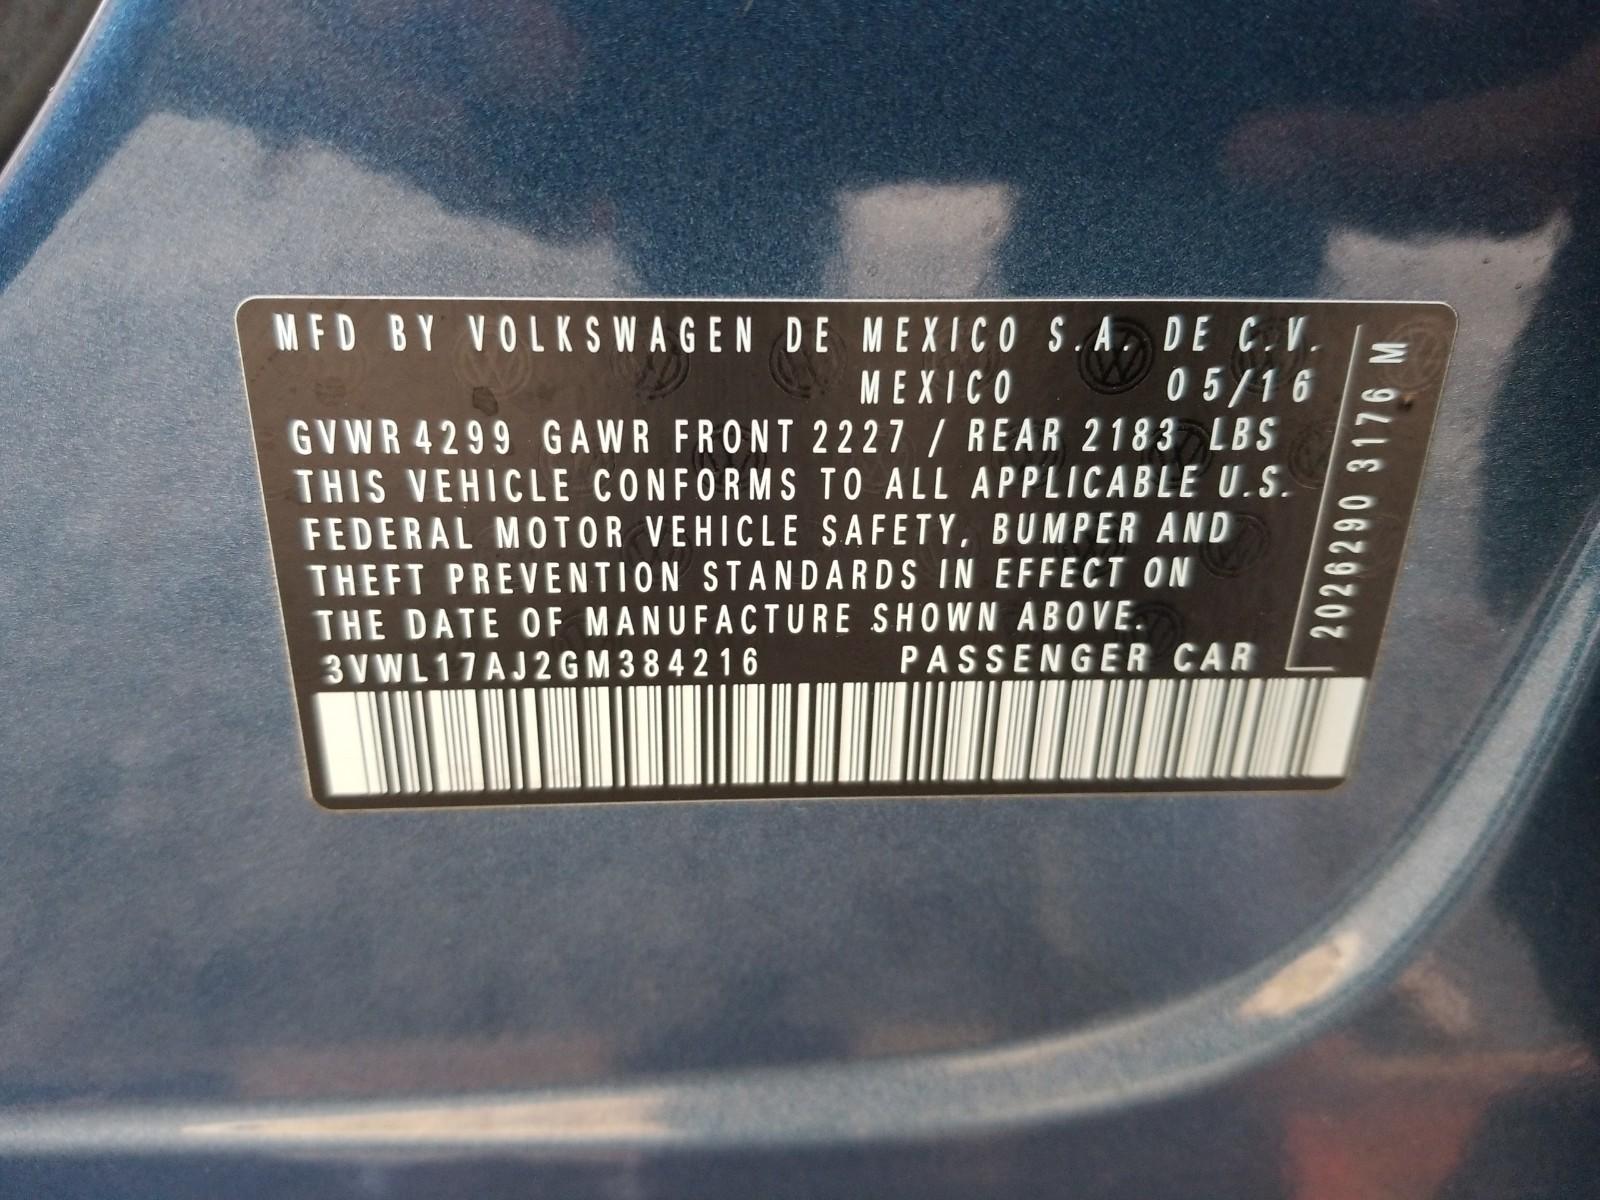 MFD BY VOLKSWAGEN DE MEXICO S.A. DE C.V.
MEXICO 05/16
GVWR 4299 GAWR FRONT 2227 / REAR 2183 LBS
THIS VEHICLE CONFORMS TO ALL APPLICABLE U.S.
FEDERAL MOTOR VEHICLE SAFETY, BUMPER AND
THEFT PREVENTION STANDARDS IN EFFECT ON
THE DATE OF MANUFACTURE SHOWN ABOVE.
3VWL17AJ2GM384216 PASSENGER CAR
2026290 3176 M